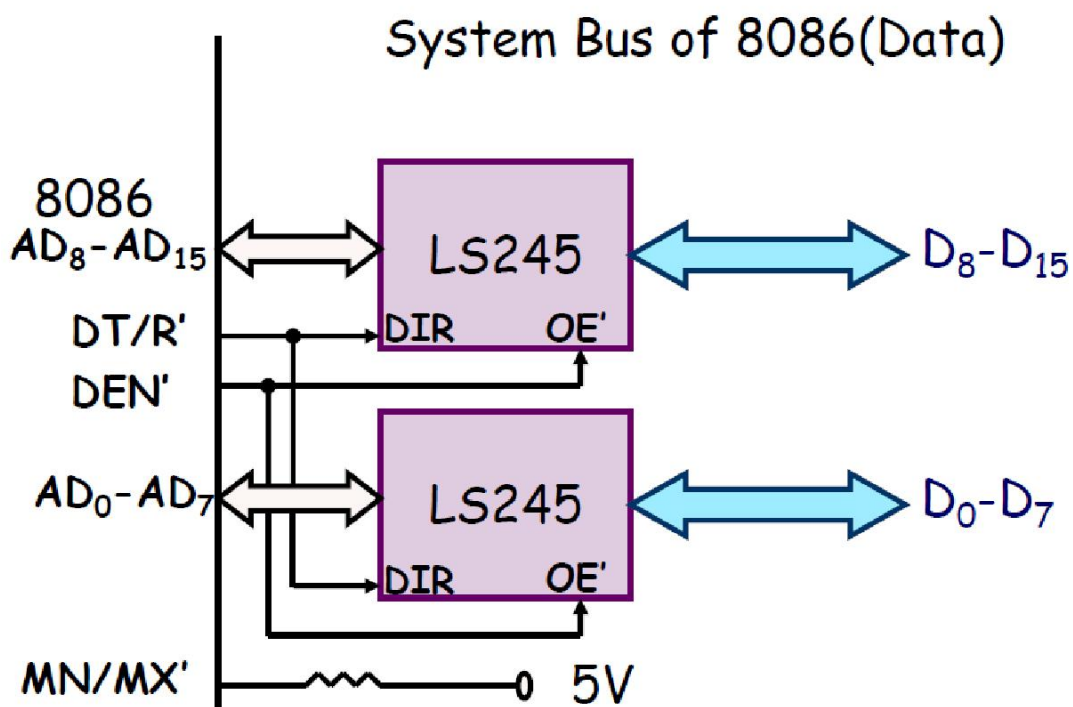 System Bus of 8086(Data)
8086
AD₈-AD₁₅
LS245
D₈-D₁₅
DT/R'
DIR
OE'
DEN'
AD₀-AD₇
LS245
D₀-D₇
DIR
OE'
MN/MX'
5V